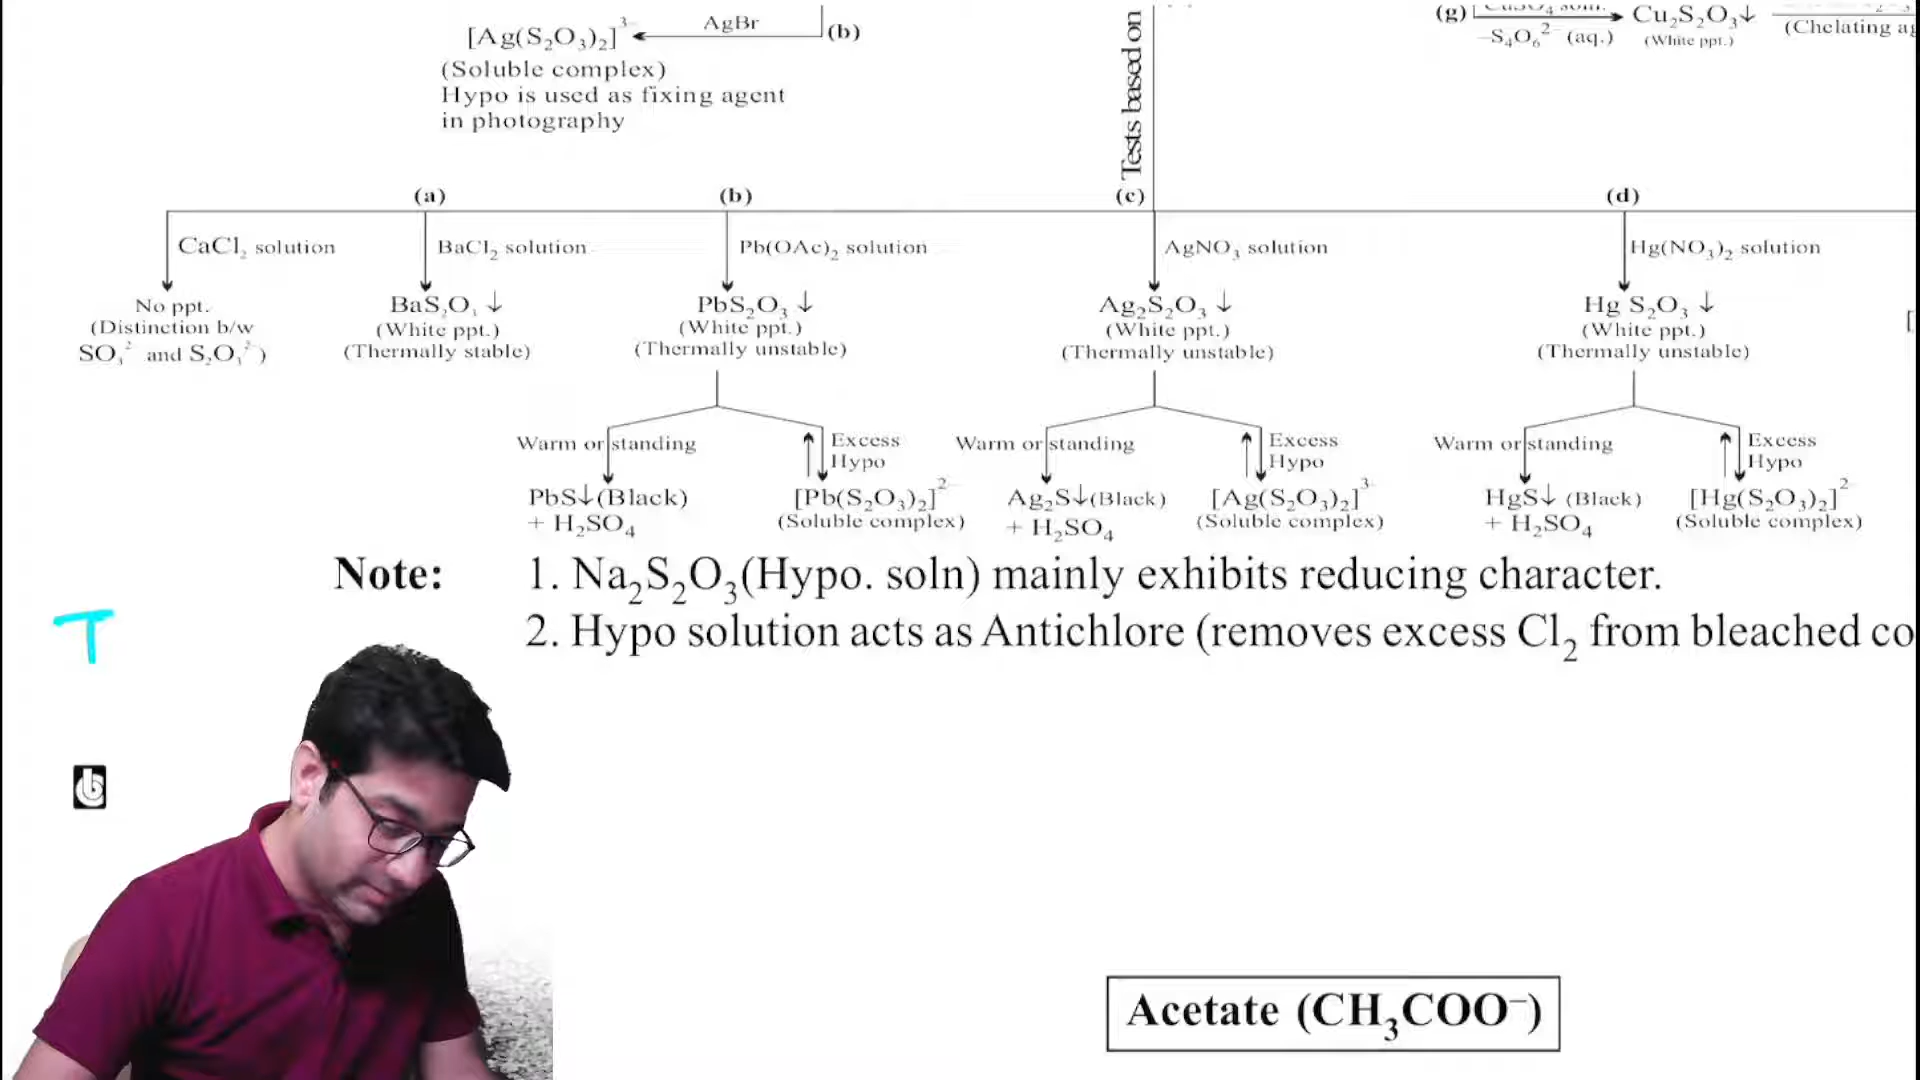 [Ag(S₂O₃)₂]³⁻ AgBr (b)
(Soluble complex)
Hypo is used as fixing agent
in photography
Tests based on
(g) CuSO₄ soln. Cu₂S₂O₃↓
–S₄O₆²⁻ (aq.) (White ppt.) (Chelating
(a) (b) (c) (d)
CaCl₂ solution BaCl₂ solution Pb(OAc)₂ solution AgNO₃ solution Hg(NO₃)₂ solution
No ppt. BaS₂O₃ ↓ PbS₂O₃ ↓ Ag₂S₂O₃ ↓ Hg S₂O₃ ↓
(Distinction b/w (White ppt.) (White ppt.) (White ppt.) (White ppt.)
SO₃²⁻ and S₂O₃²⁻) (Thermally stable) (Thermally unstable) (Thermally unstable) (Thermally unstable)
Warm or standing Excess Hypo Warm or standing Excess Hypo Warm or standing Excess Hypo
PbS↓(Black) [Pb(S₂O₃)₂]²⁻ Ag₂S↓(Black) [Ag(S₂O₃)₂]³⁻ HgS↓ (Black) [Hg(S₂O₃)₂]²⁻
+ H₂SO₄ (Soluble complex) + H₂SO₄ (Soluble complex) + H₂SO₄ (Soluble complex)
Note: 1. Na₂S₂O₃(Hypo. soln) mainly exhibits reducing character.
2. Hypo solution acts as Antichlore (removes excess Cl₂ from bleached co
T
Acetate (CH₃COO⁻)